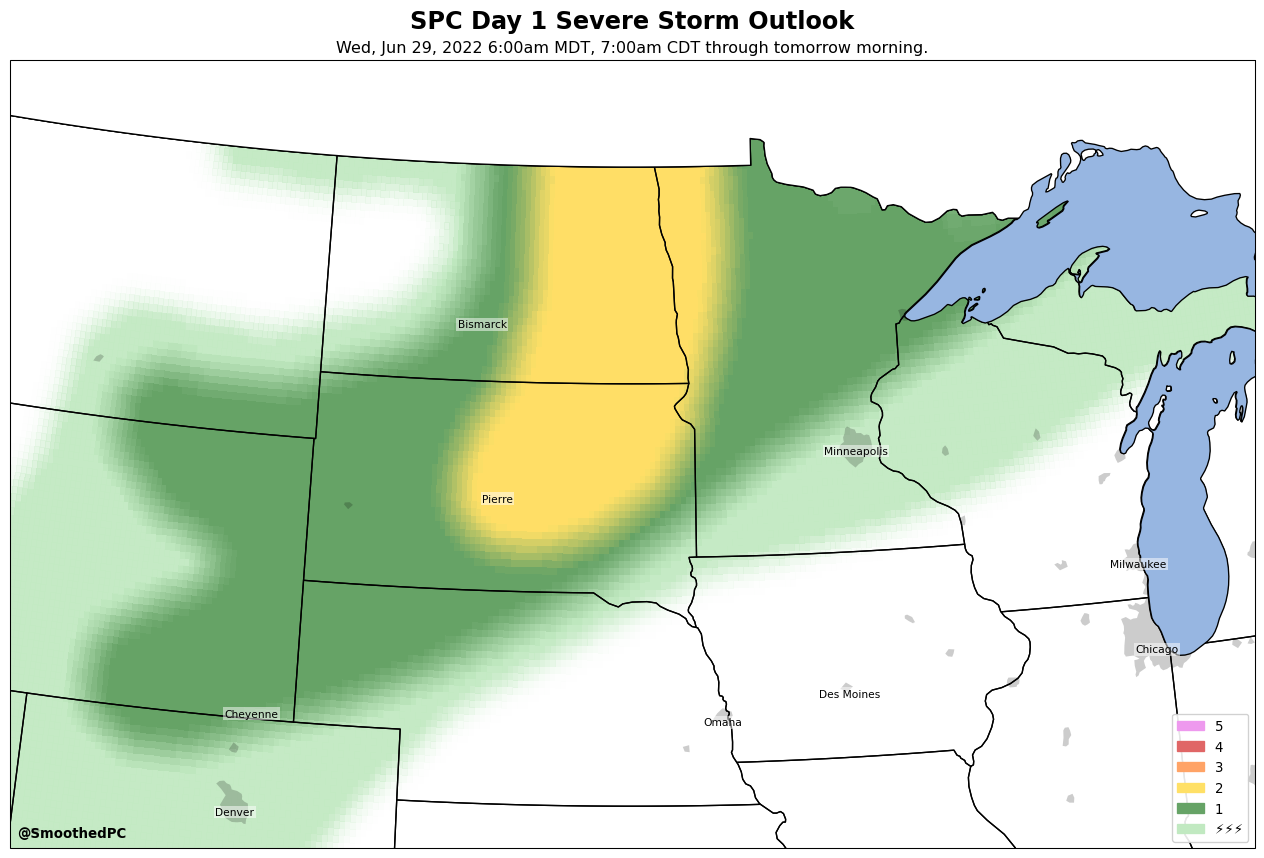 SPC Day 1 Severe Storm Outlook
Wed, Jun 29, 2022 6:00am MDT, 7:00am CDT through tomorrow morning.
Bismarck
Minneapolis
Pierre
Milwaukee
Chicago
Des Moines
Cheyenne
Omaha
Denver
5
4
3
2
1
⚡⚡⚡
@SmoothedPC